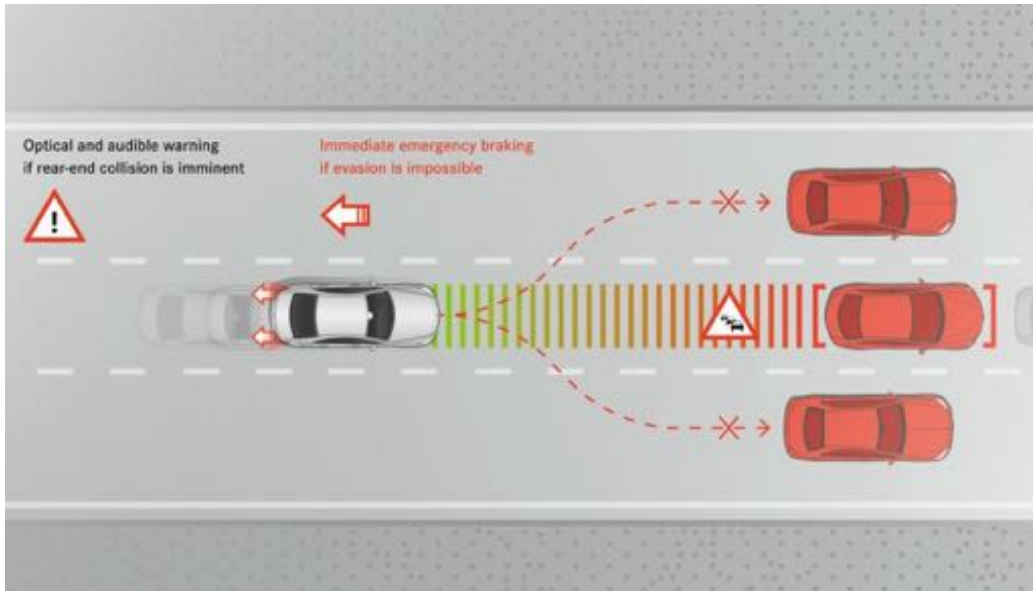 Optical and audible warning
if rear-end collision is imminent
Immediate emergency braking
if evasion is impossible
!